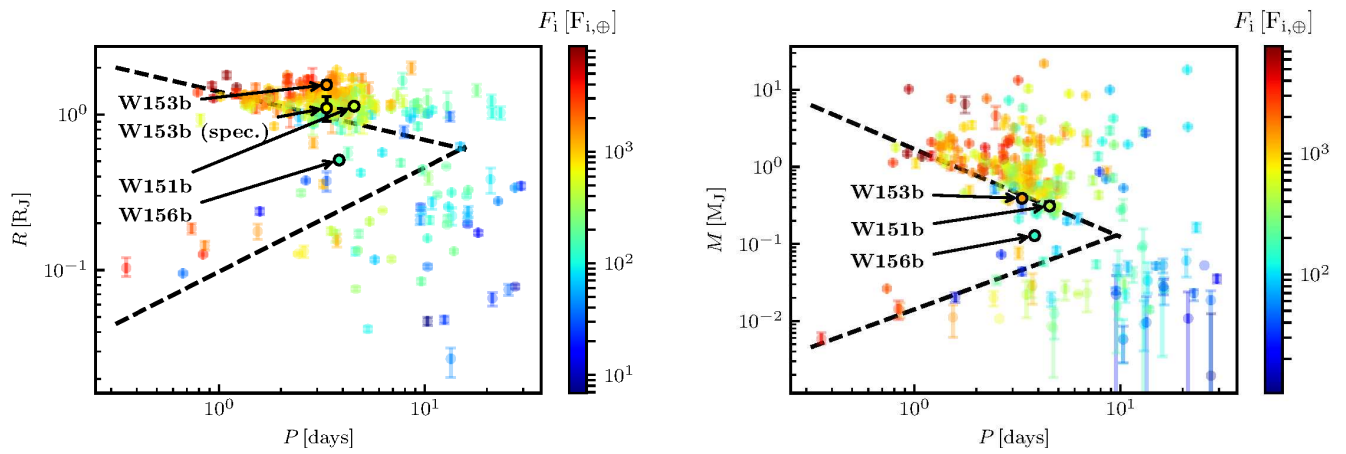 F_i [F_{i,⊕}]
10^0
10^{-1}
R [R_J]
W153b
W153b (spec.)
W151b
W156b
10^3
10^2
10^1
10^0
10^1
P [days]
F_i [F_{i,⊕}]
10^1
10^0
10^{-1}
10^{-2}
M [M_J]
W153b
W151b
W156b
10^3
10^2
10^0
10^1
P [days]